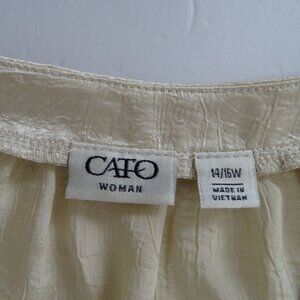 CATO
WOMAN
14/16W
MADE IN
VIETNAM